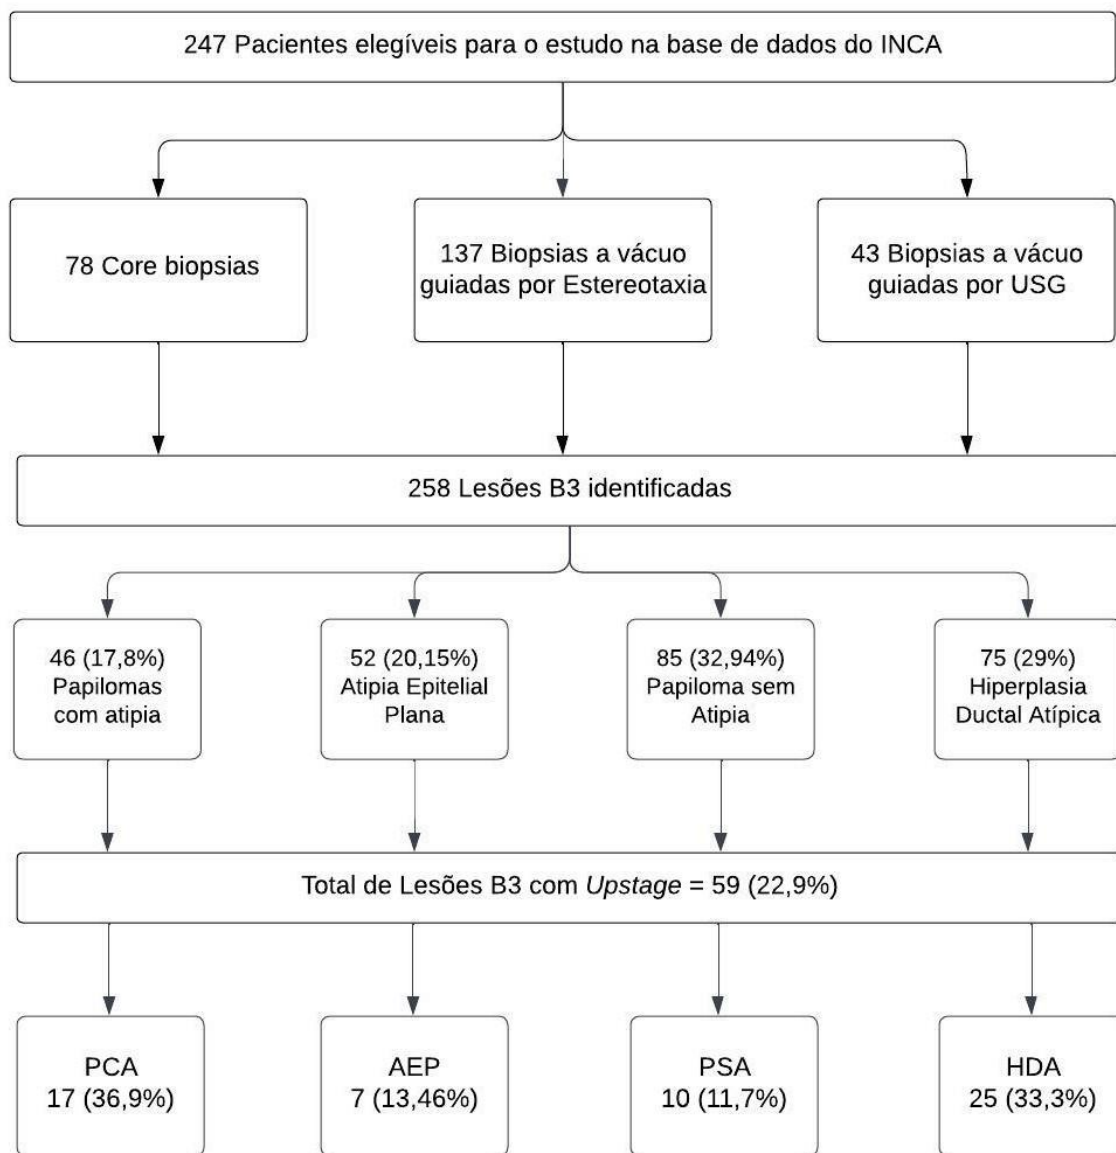 247 Pacientes elegíveis para o estudo na base de dados do INCA
78 Core biopsias
137 Biopsias a vácuo
guiadas por Estereotaxia
43 Biopsias a vácuo
guiadas por USG
258 Lesões B3 identificadas
46 (17,8%)
Papilomas
com atipia
52 (20,15%)
Atipia Epitelial
Plana
85 (32,94%)
Papiloma sem
Atipia
75 (29%)
Hiperplasia
Ductal Atípica
Total de Lesões B3 com Upstage = 59 (22,9%)
PCA
17 (36,9%)
AEP
7 (13,46%)
PSA
10 (11,7%)
HDA
25 (33,3%)